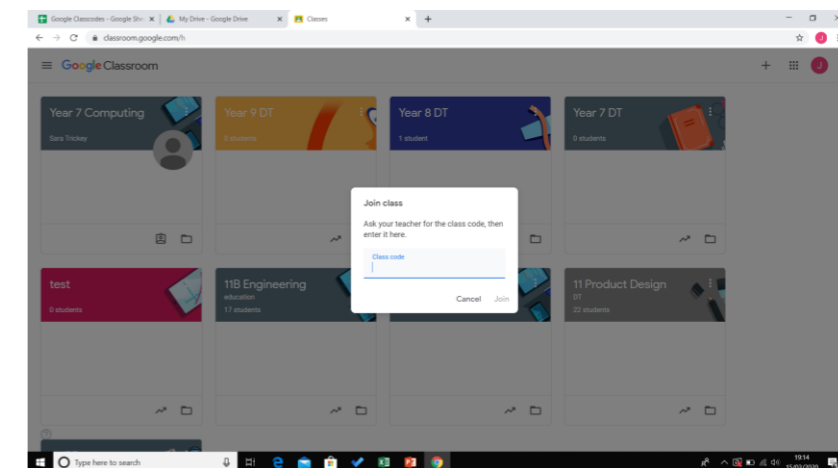 Google Classcodes - Google She
My Drive - Google Drive
Classes
classroom.google.com/h
J
Google Classroom
J
Year 7 Computing
Sara Trickey
Year 9 DT
0 students
Year 8 DT
1 student
Year 7 DT
0 students
Join class
Ask your teacher for the class code, then
enter it here.
Class code
Cancel Join
test
0 students
11B Engineering
education
17 students
11 Product Design
DT
22 students
Type here to search
19:14
15/03/2020